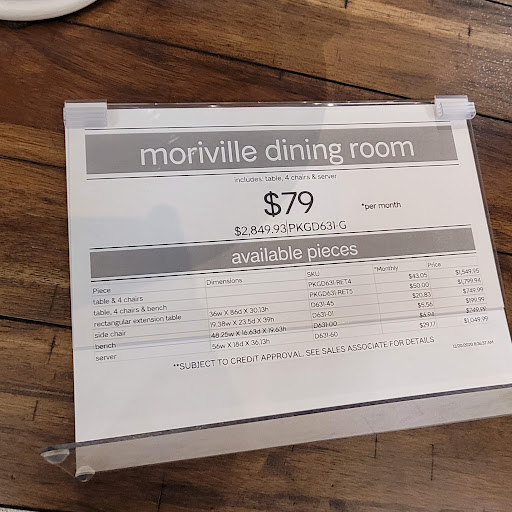 moriville dining room
includes: table, 4 chairs & server
$79 *per month
$2,849.93|PKGD631-G
available pieces
Piece Dimensions SKU *Monthly Price
table & 4 chairs PKGD631-RET4 $43.05 $1,549.95
table, 4 chairs & bench PKGD631-RET5 $50.00 $1,799.94
rectangular extension table 36w X 86d X 30.13h D631-45 $20.83 $749.99
side chair 19.38w X 23.5d X 39h D631-01 $5.56 $199.99
bench 48.25w X 16.63d X 19.63h D631-00 $6.94 $249.99
server 56w X 18d X 36.13h D631-60 $29.17 $1,049.99
**SUBJECT TO CREDIT APPROVAL. SEE SALES ASSOCIATE FOR DETAILS